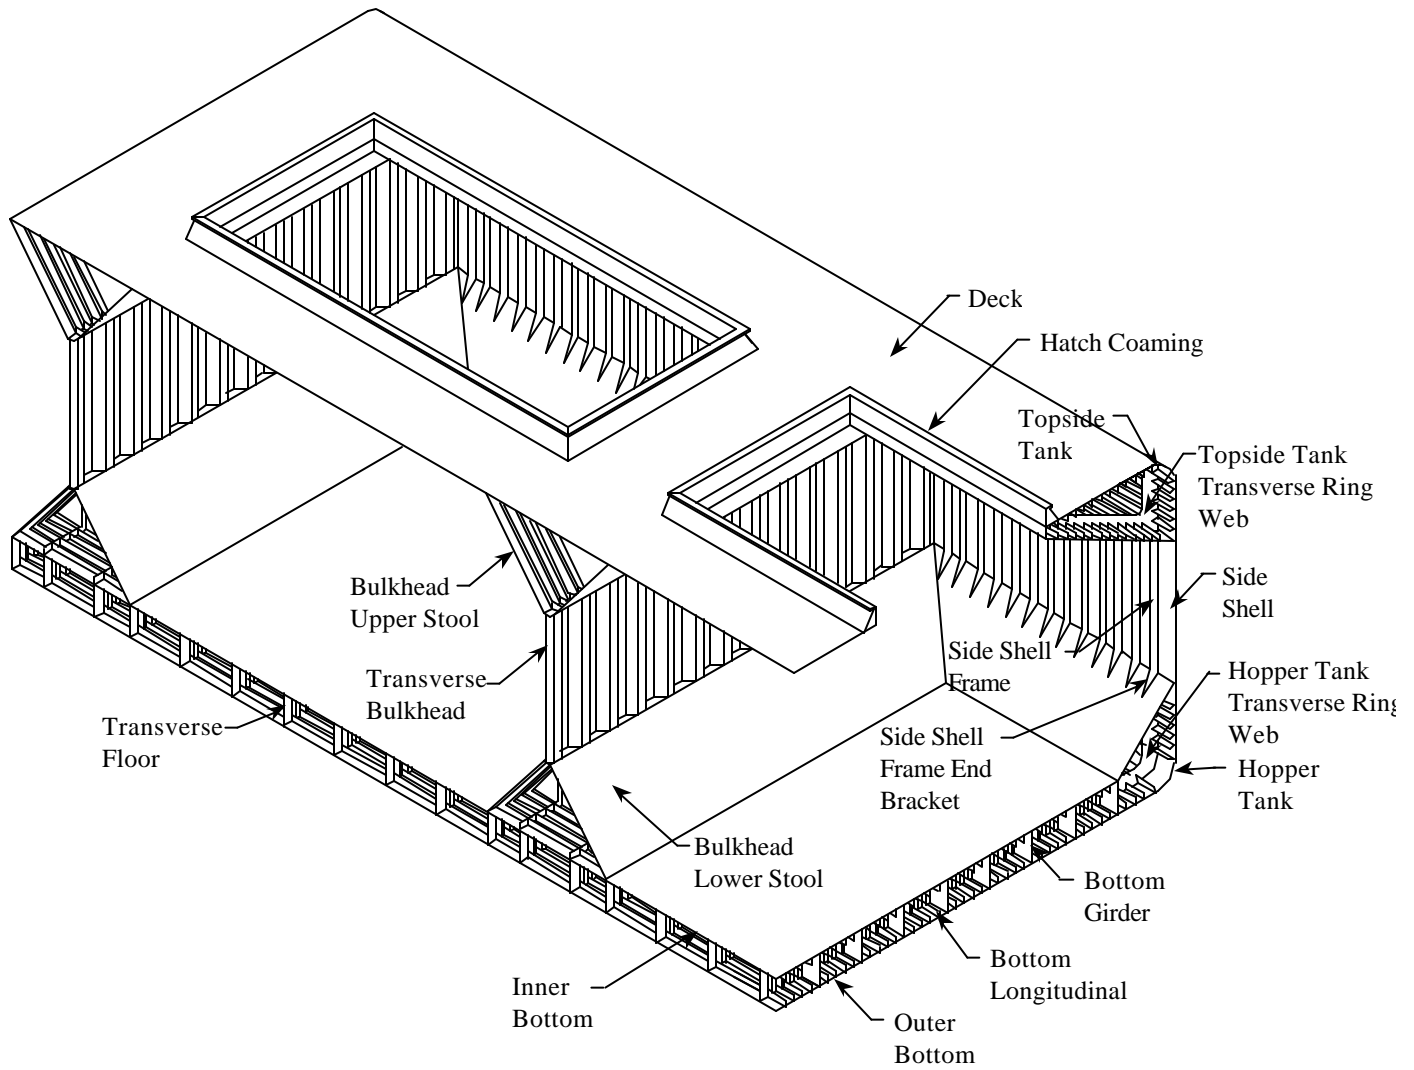 Deck
Hatch Coaming
Topside
Tank
Topside Tank
Transverse Ring
Web
Bulkhead
Upper Stool
Side
Shell
Side Shell
Frame
Transverse
Bulkhead
Hopper Tank
Transverse Ring
Web
Transverse
Floor
Side Shell
Frame End
Bracket
Hopper
Tank
Bulkhead
Lower Stool
Bottom
Girder
Bottom
Longitudinal
Inner
Bottom
Outer
Bottom